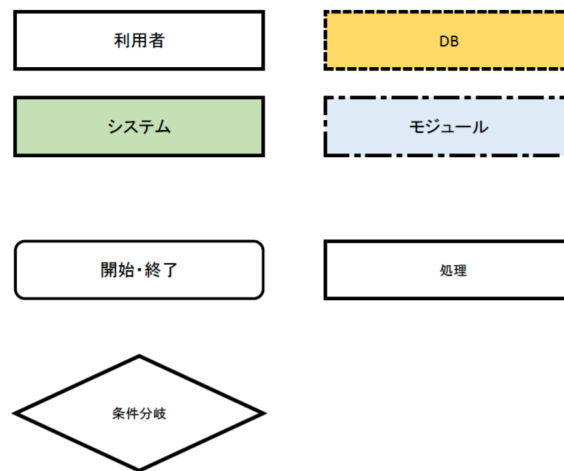 利用者
DB
システム
モジュール
開始・終了
処理
条件分岐